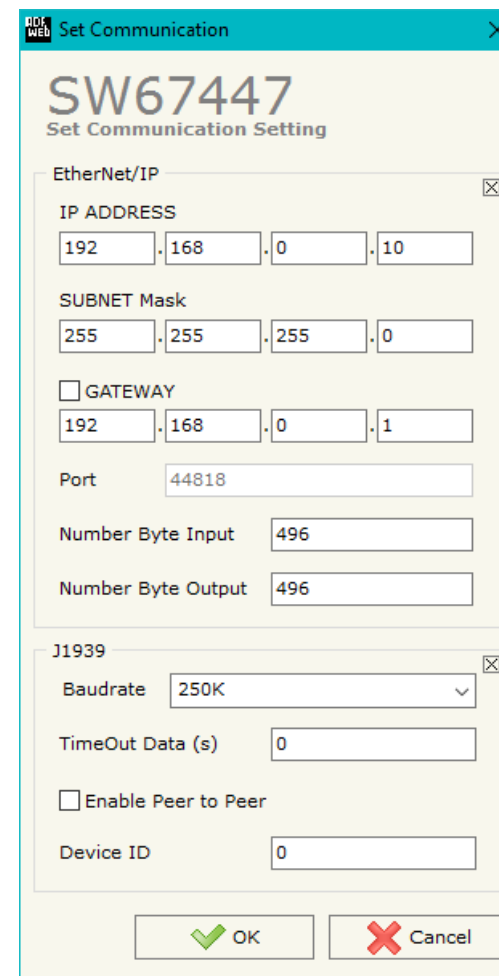 ADF
WEB Set Communication
SW67447
Set Communication Setting
EtherNet/IP
IP ADDRESS
192 . 168 . 0 . 10
SUBNET Mask
255 . 255 . 255 . 0
GATEWAY
192 . 168 . 0 . 1
Port 44818
Number Byte Input 496
Number Byte Output 496
J1939
Baudrate 250K
TimeOut Data (s) 0
Enable Peer to Peer
Device ID 0
OK Cancel